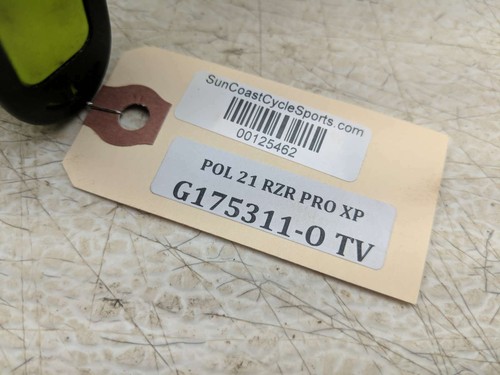 SunCoastCycleSports.com
00125462
POL 21 RZR PRO XP
G175311-O TV